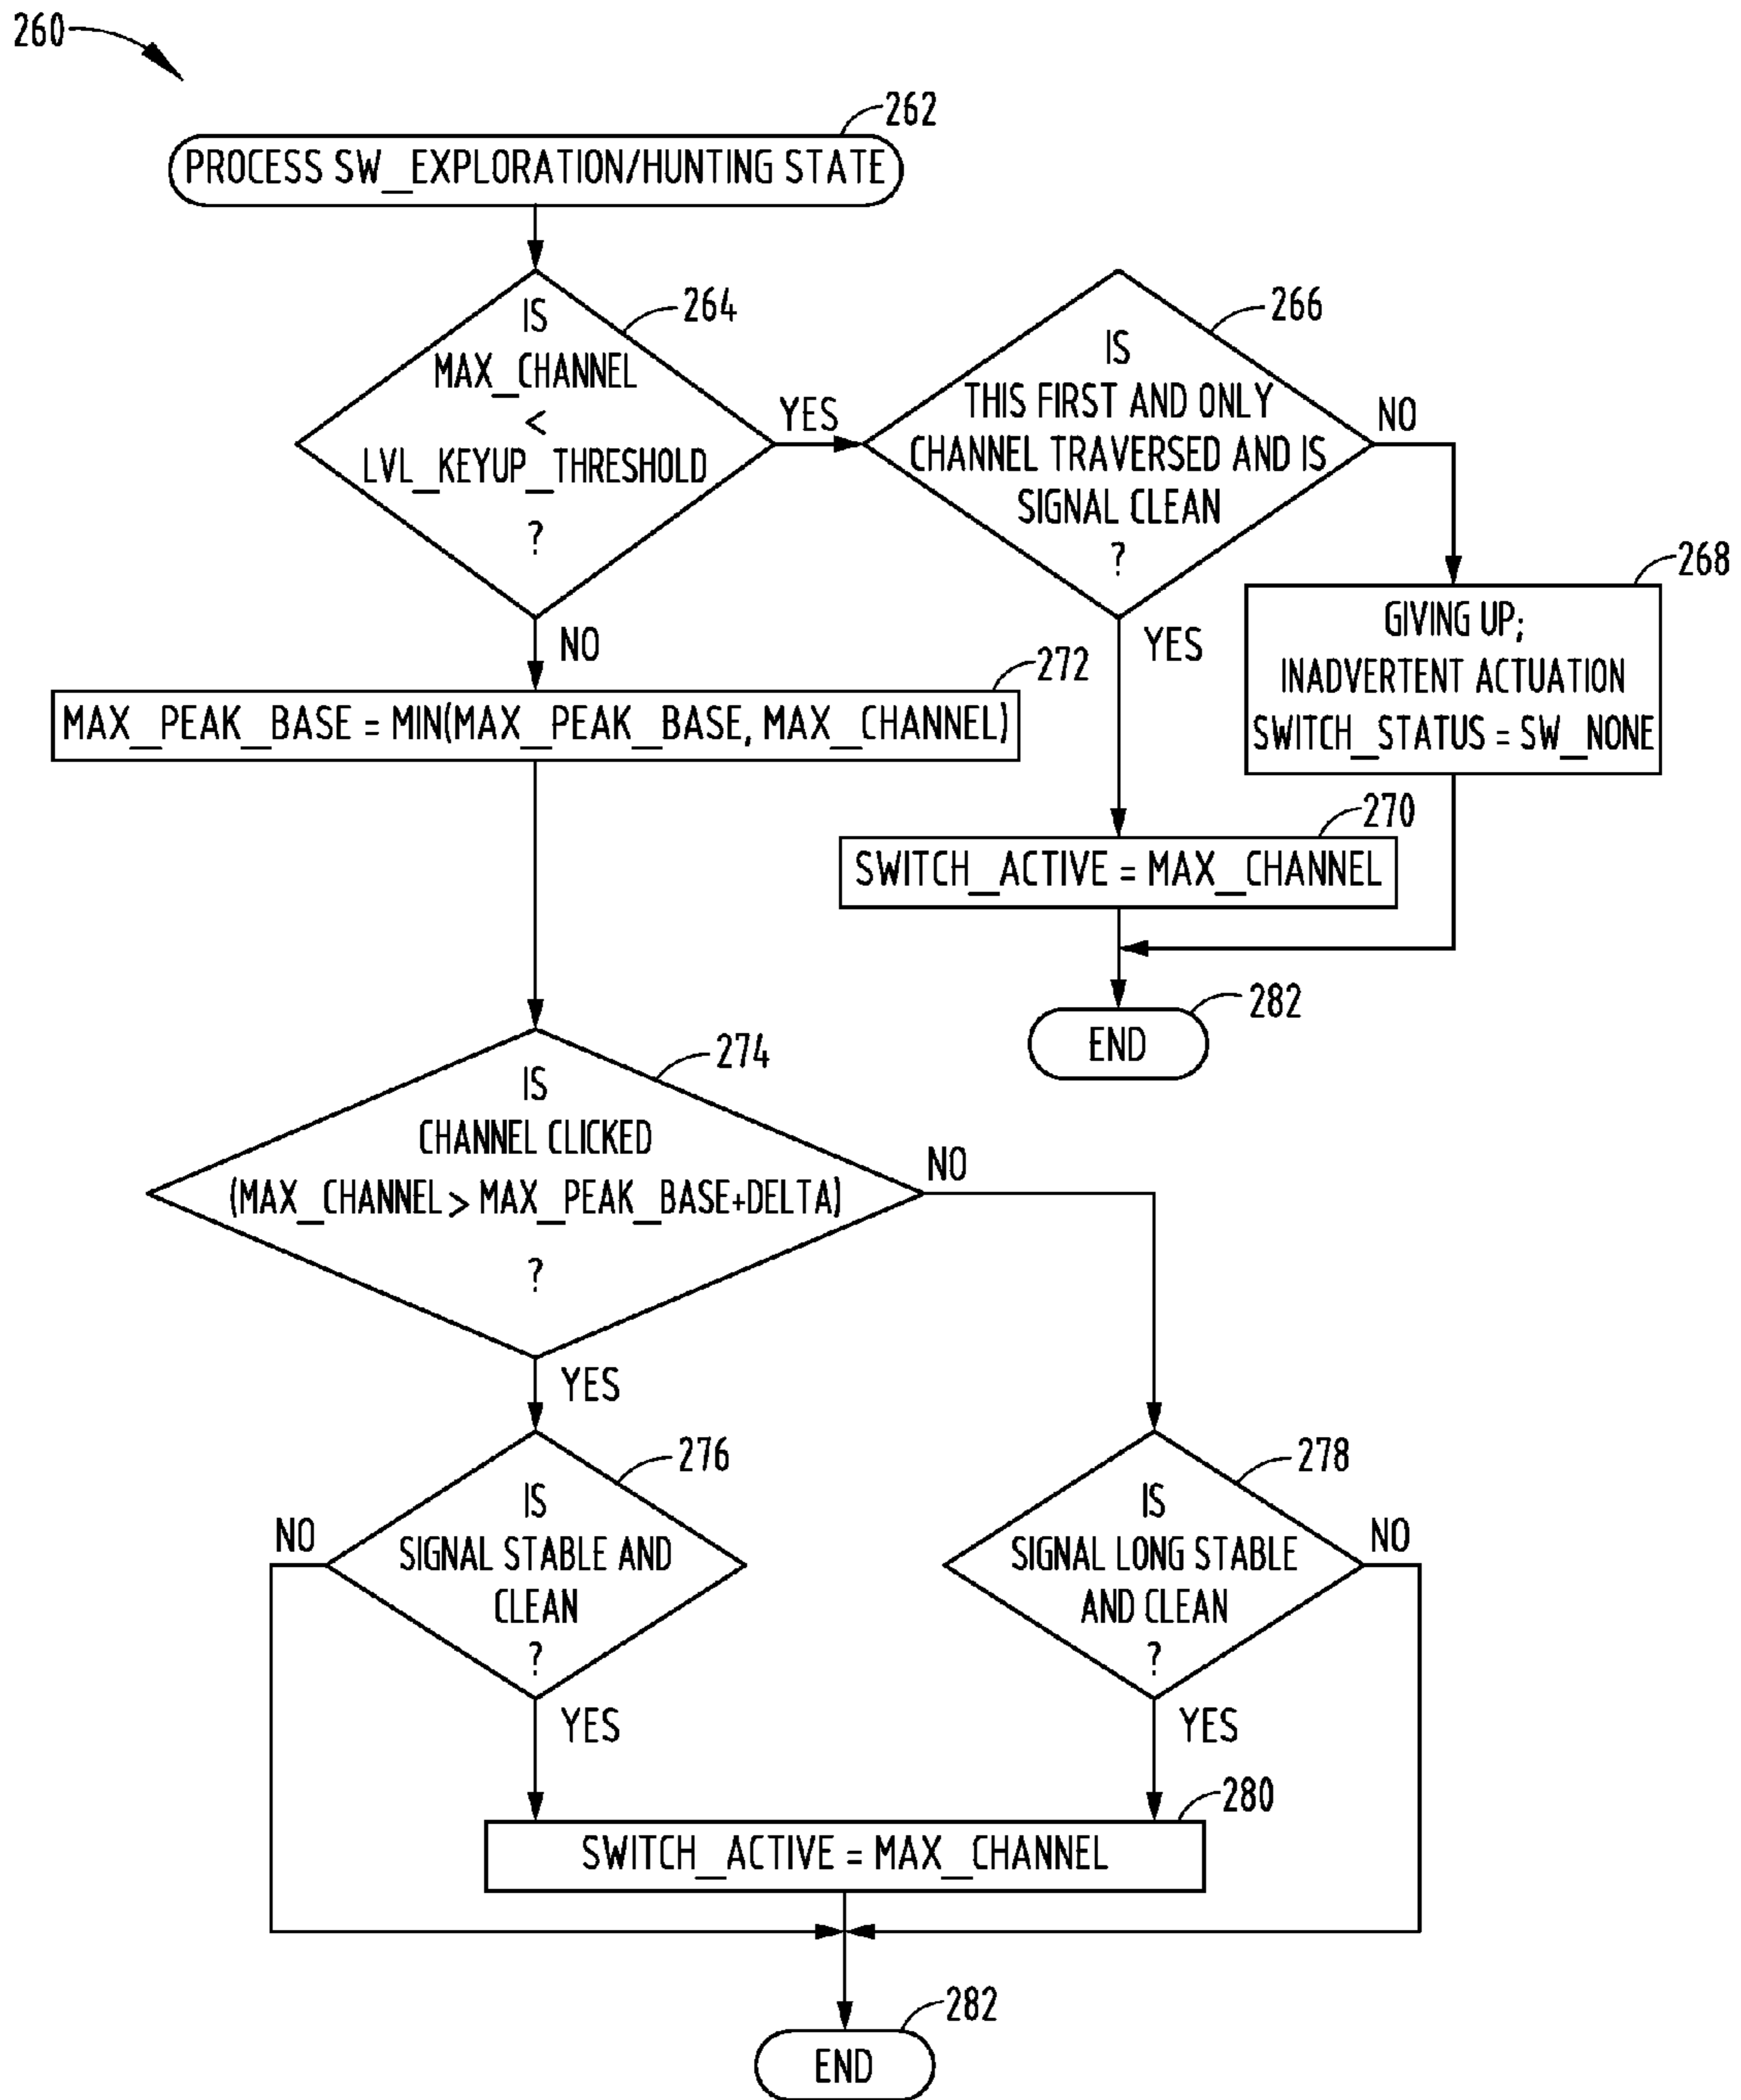 260
262
PROCESS SW_EXPLORATION/HUNTING STATE
264
IS
MAX_CHANNEL
<
LVL_KEYUP_THRESHOLD
?
YES
NO
266
IS
THIS FIRST AND ONLY
CHANNEL TRAVERSED AND IS
SIGNAL CLEAN
?
NO
YES
268
GIVING UP;
INADVERTENT ACTUATION
SWITCH_STATUS = SW_NONE
272
MAX_PEAK_BASE = MIN(MAX_PEAK_BASE, MAX_CHANNEL)
270
SWITCH_ACTIVE = MAX_CHANNEL
282
END
274
IS
CHANNEL CLICKED
(MAX_CHANNEL > MAX_PEAK_BASE+DELTA)
?
NO
YES
276
IS
SIGNAL STABLE AND
CLEAN
?
NO
YES
278
IS
SIGNAL LONG STABLE
AND CLEAN
?
NO
YES
280
SWITCH_ACTIVE = MAX_CHANNEL
282
END